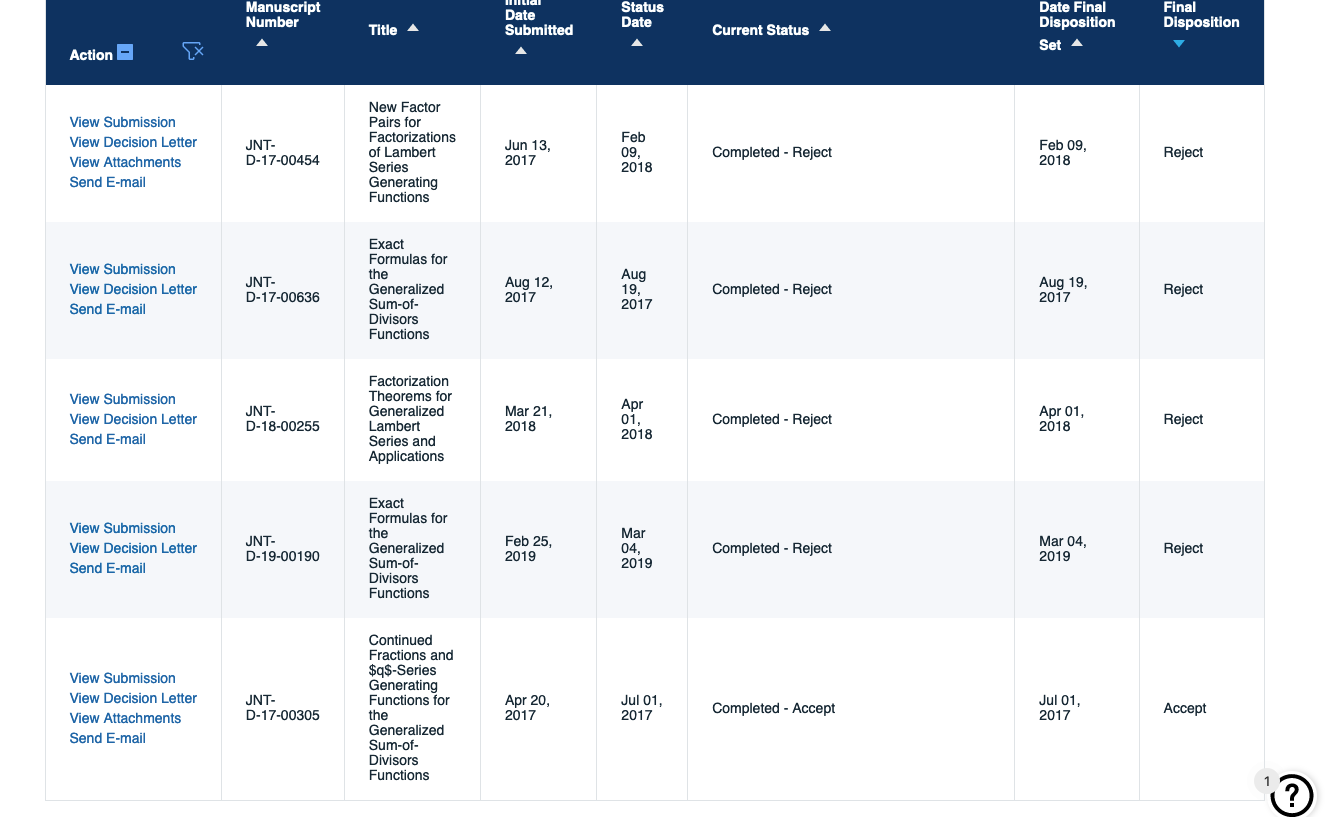 Action
Manuscript
Number
Title
Initial
Date
Submitted
Status
Date
Current Status
Date Final
Disposition
Set
Final
Disposition
View Submission
View Decision Letter
View Attachments
Send E-mail
JNT-
D-17-00454
New Factor
Pairs for
Factorizations
of Lambert
Series
Generating
Functions
Jun 13,
2017
Feb
09,
2018
Completed - Reject
Feb 09,
2018
Reject
View Submission
View Decision Letter
Send E-mail
JNT-
D-17-00636
Exact
Formulas for
the
Generalized
Sum-of-
Divisors
Functions
Aug 12,
2017
Aug
19,
2017
Completed - Reject
Aug 19,
2017
Reject
View Submission
View Decision Letter
Send E-mail
JNT-
D-18-00255
Factorization
Theorems for
Generalized
Lambert
Series and
Applications
Mar 21,
2018
Apr
01,
2018
Completed - Reject
Apr 01,
2018
Reject
View Submission
View Decision Letter
Send E-mail
JNT-
D-19-00190
Exact
Formulas for
the
Generalized
Sum-of-
Divisors
Functions
Feb 25,
2019
Mar
04,
2019
Completed - Reject
Mar 04,
2019
Reject
View Submission
View Decision Letter
View Attachments
Send E-mail
JNT-
D-17-00305
Continued
Fractions and
$q$-Series
Generating
Functions for
the
Generalized
Sum-of-
Divisors
Functions
Apr 20,
2017
Jul 01,
2017
Completed - Accept
Jul 01,
2017
Accept
1
?